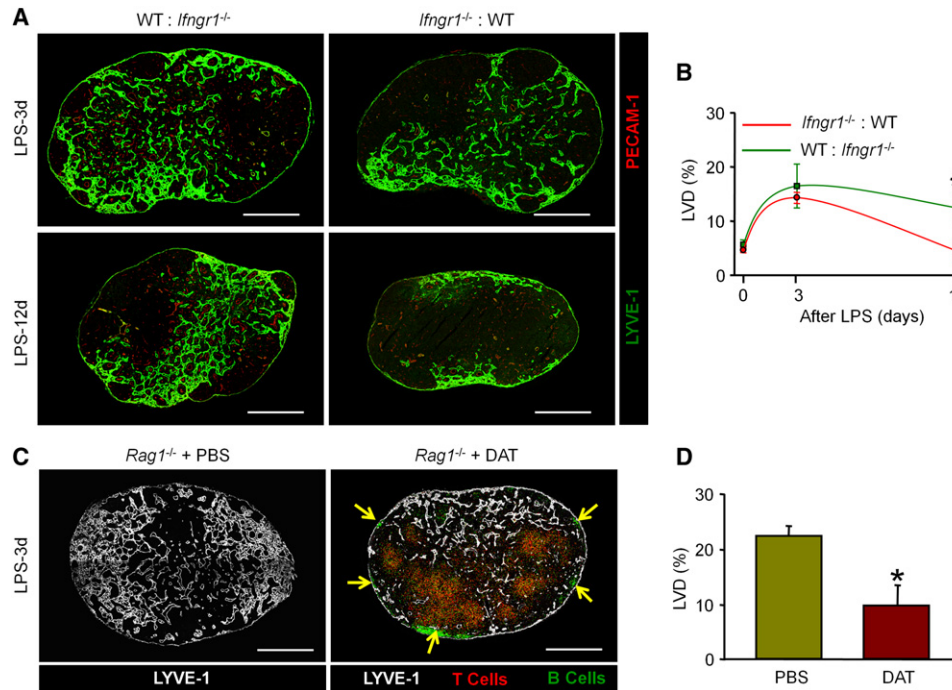 A
WT : Ifngr1-/-
Ifngr1-/- : WT
LPS-3d
LPS-12d
PECAM-1
LYVE-1
B
LVD (%)
30
20
10
0
Ifngr1-/- : WT
WT : Ifngr1-/-
0
3
1
After LPS (days)
C
Rag1-/- + PBS
Rag1-/- + DAT
LPS-3d
LYVE-1
LYVE-1 T Cells B Cells
D
LVD (%)
30
20
10
0
*
PBS
DAT